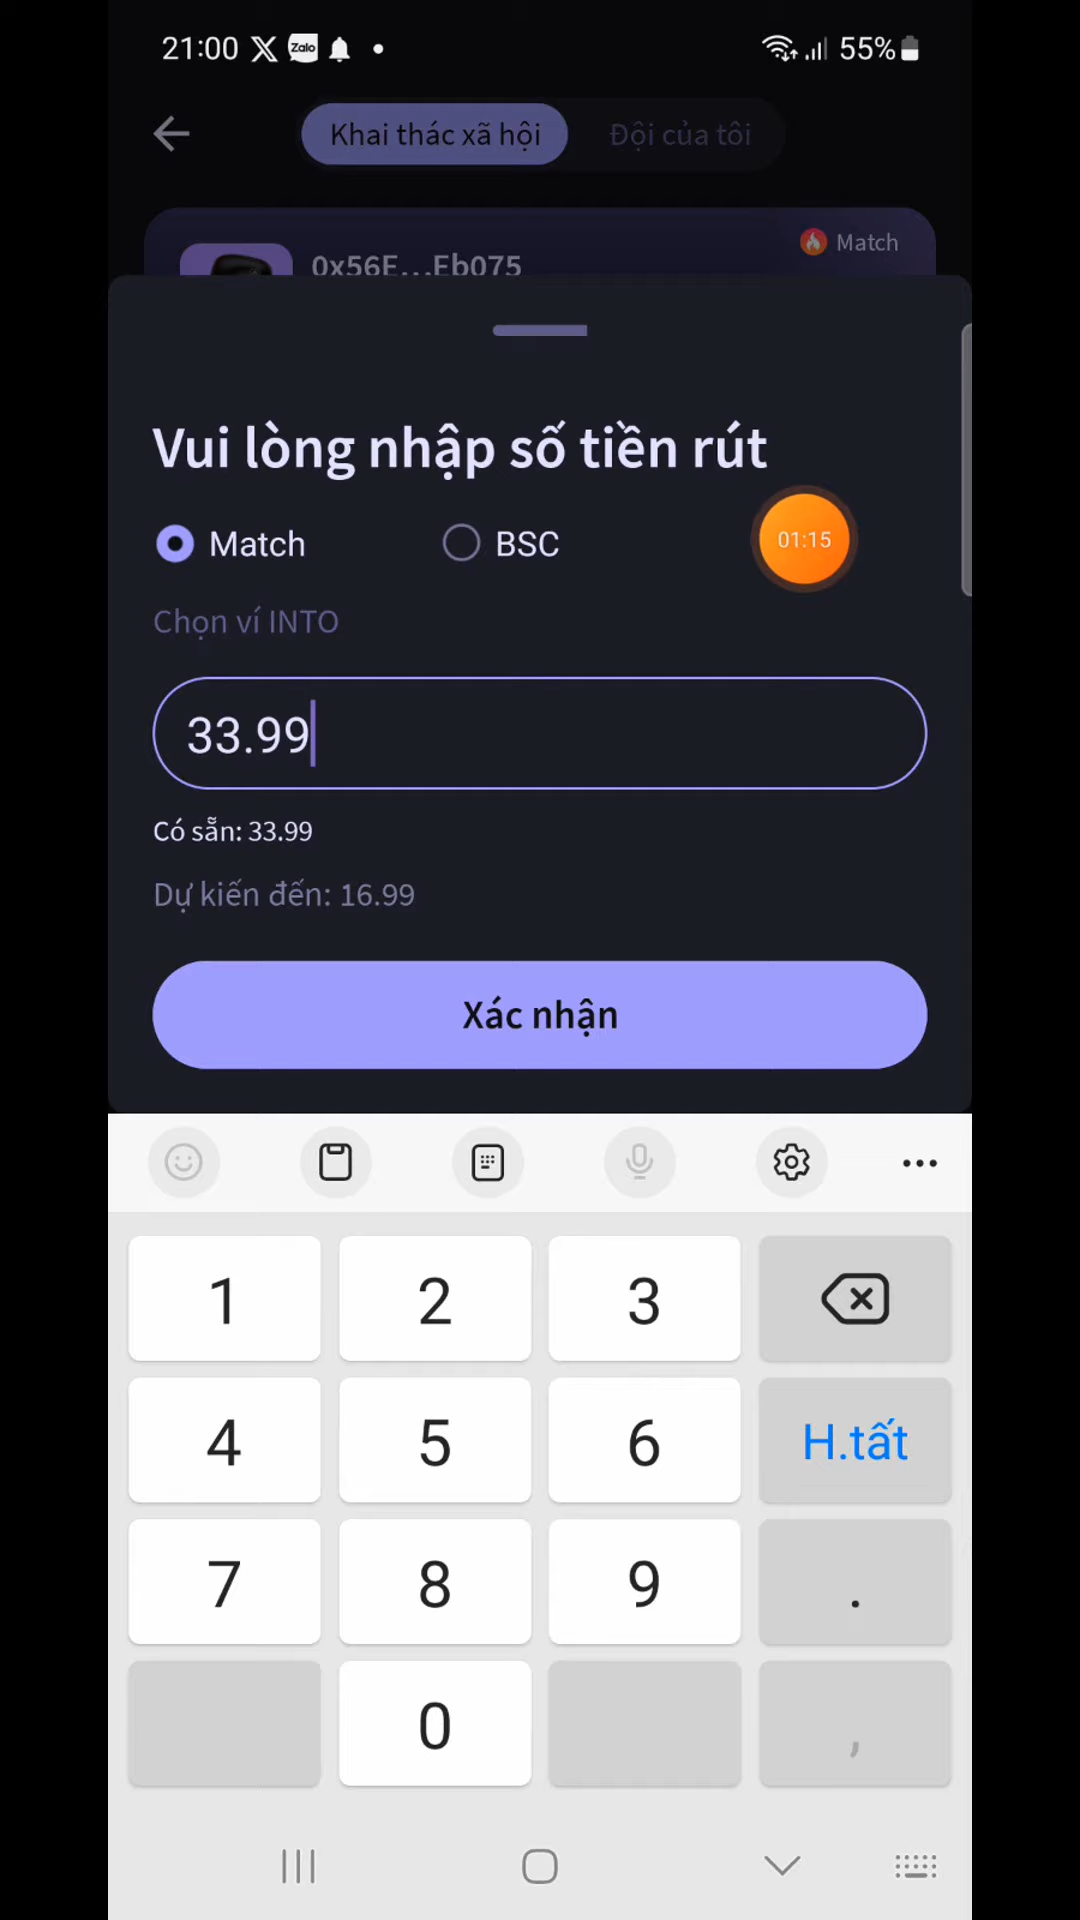 21:00 X Zalo 55%
Khai thác xã hội Đội của tôi
Match
0x56E...Eb075
Vui lòng nhập số tiền rút
Match BSC
01:15
Chọn ví INTO
33.99
Có sẵn: 33.99
Dự kiến đến: 16.99
Xác nhận
1 2 3
4 5 6 H.tất
7 8 9 .
0 ,